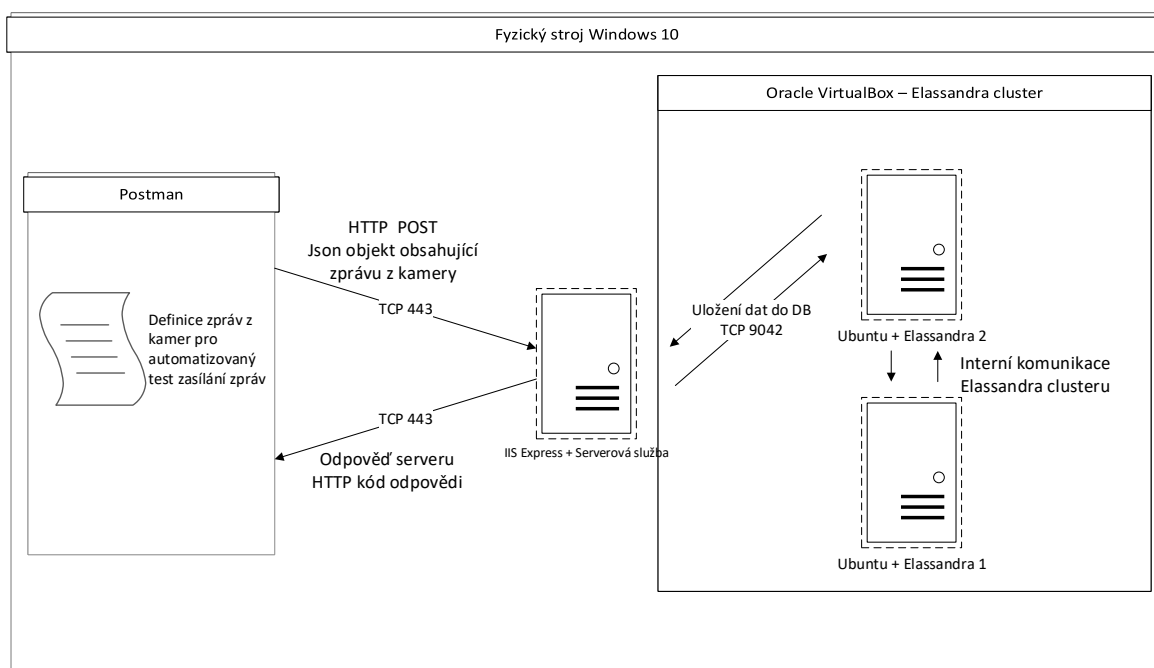 Fyzický stroj Windows 10
Oracle VirtualBox – Elassandra cluster
Postman
HTTP POST
Json objekt obsahující
zprávu z kamery
TCP 443
Definice zpráv z
kamer pro
automatizovaný
test zasílání zpráv
TCP 443
Odpověď serveru
HTTP kód odpovědi
IIS Express + Serverová služba
Uložení dat do DB
TCP 9042
Ubuntu + Elassandra 2
Interní komunikace
Elassandra clusteru
Ubuntu + Elassandra 1